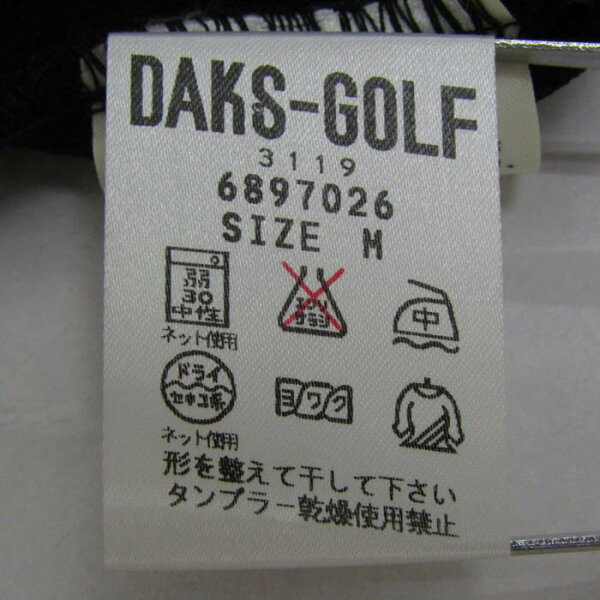 DAKS-GOLF
3119
6897026
SIZE M
弱
30
中性
ネット使用
エンソ
サラシ
中
ドライ
セキユ系
ネット使用
ヨワク
形を整えて干して下さい
タンブラー乾燥使用禁止